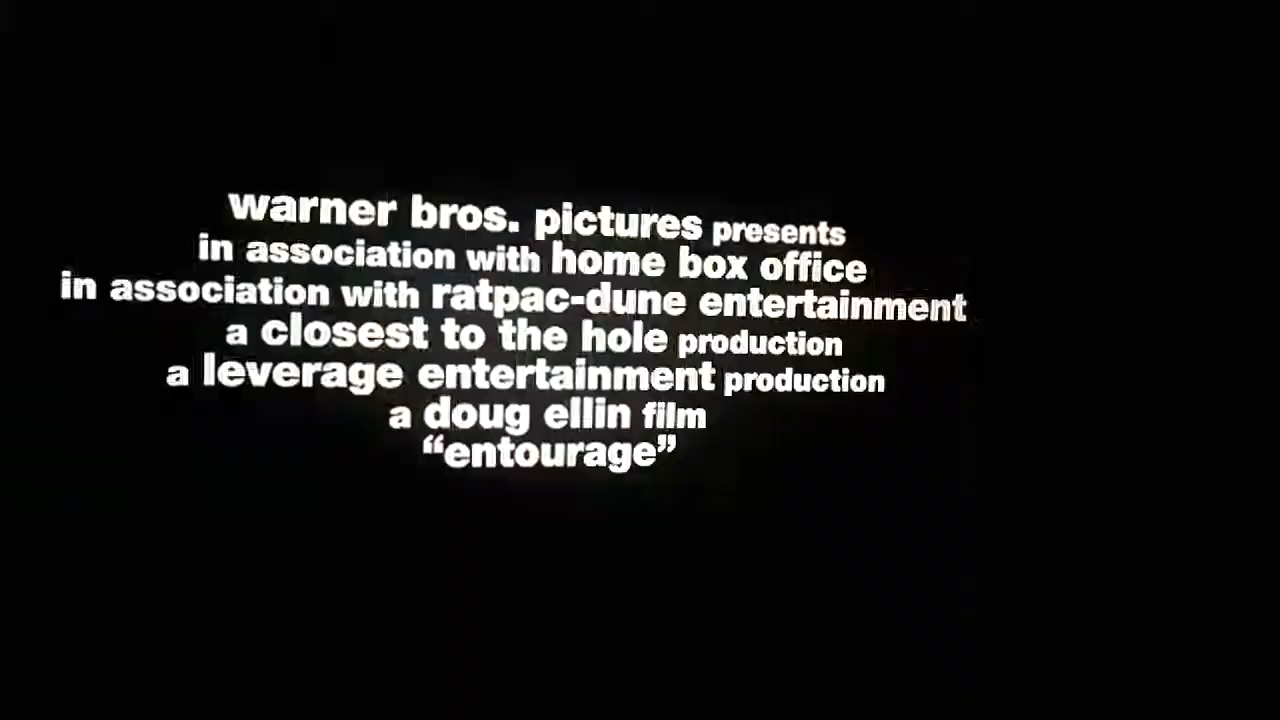 warner bros. pictures presents
in association with home box office
in association with ratpac-dune entertainment
a closest to the hole production
a leverage entertainment production
a doug ellin film
“entourage”